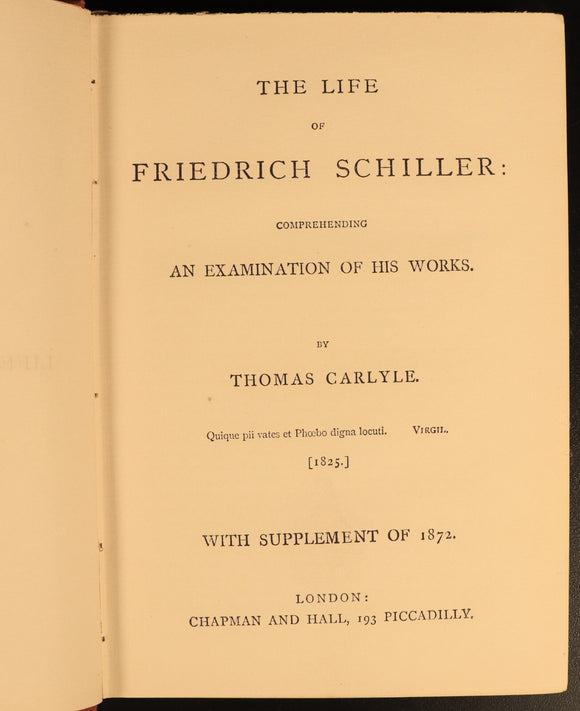 THE LIFE
OF
FRIEDRICH SCHILLER:
COMPREHENDING
AN EXAMINATION OF HIS WORKS.
BY
THOMAS CARLYLE.
Quique pii vates et Phœbo digna locuti. VIRGIL.
[1825.]
WITH SUPPLEMENT OF 1872.
LONDON:
CHAPMAN AND HALL, 193 PICCADILLY.